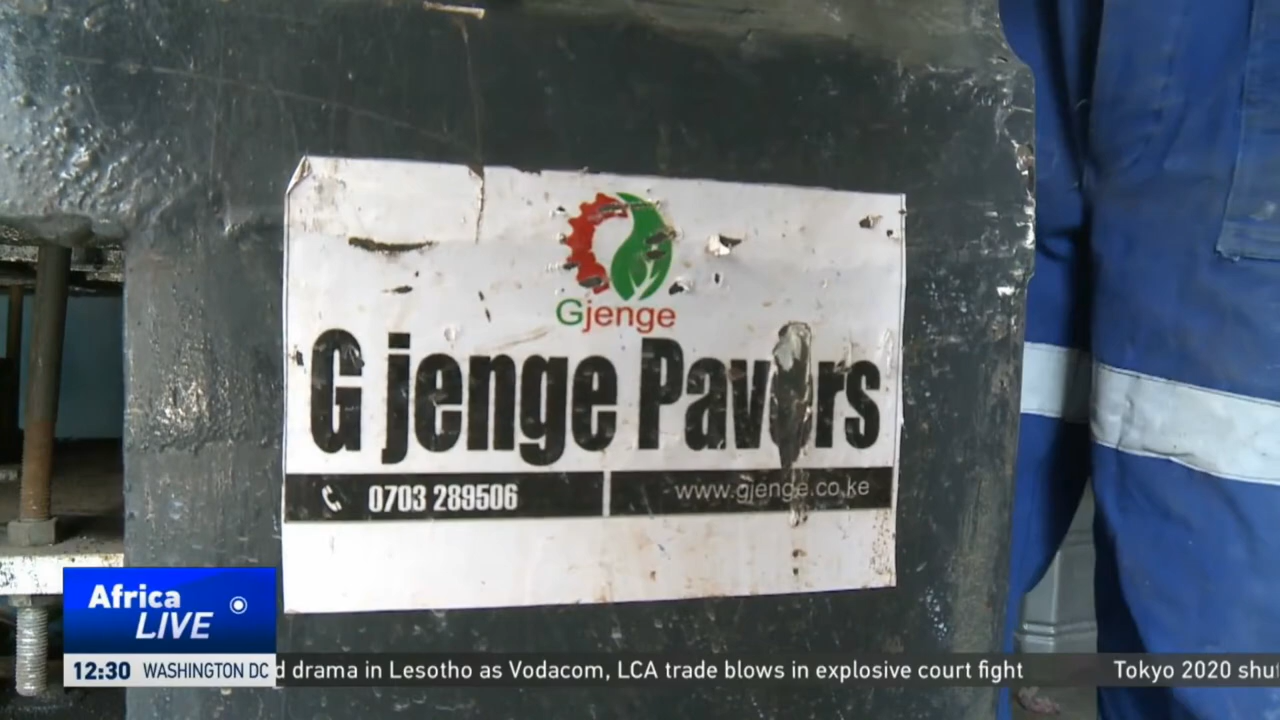 Gjenge
G jenge Pavers
0703 289506
www.gjenge.co.ke
Africa
LIVE
12:30 WASHINGTON DC
drama in Lesotho as Vodacom, LCA trade blows in explosive court fight
Tokyo 2020